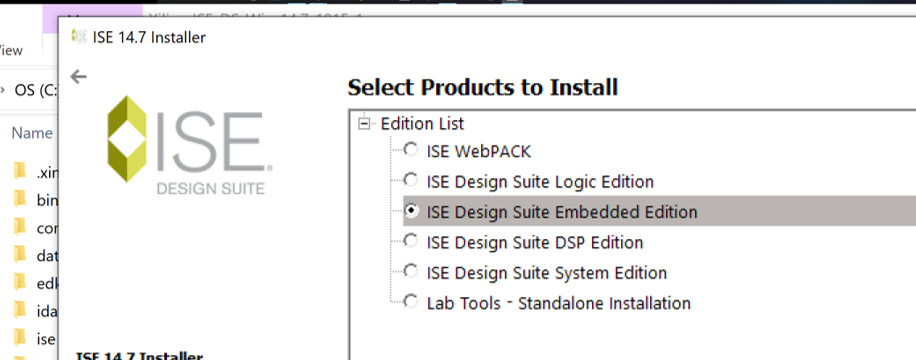 ISE 14.7 Installer
iew
OS (C:
Name
.xin
bin
cor
dat
edk
ida
ise
ISE
DESIGN SUITE
Select Products to Install
Edition List
ISE WebPACK
ISE Design Suite Logic Edition
ISE Design Suite Embedded Edition
ISE Design Suite DSP Edition
ISE Design Suite System Edition
Lab Tools - Standalone Installation
ISE 14.7 Installer